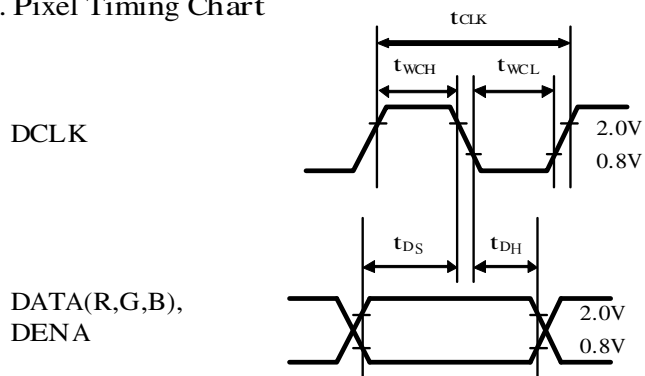 . Pixel Timing Chart
tCLK
tWCH
tWCL
DCLK
2.0V
0.8V
tDS
tDH
DATA(R,G,B),
DENA
2.0V
0.8V